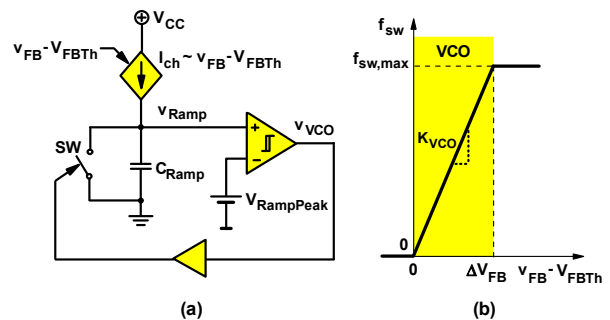 V_CC
v_FB - V_FBTh
I_ch ~ v_FB - V_FBTh
v_Ramp
v_VCO
+
−
SW
C_Ramp
V_RampPeak
(a)
f_sw
VCO
f_sw,max
K_VCO
0
0
ΔV_FB
v_FB - V_FBTh
(b)